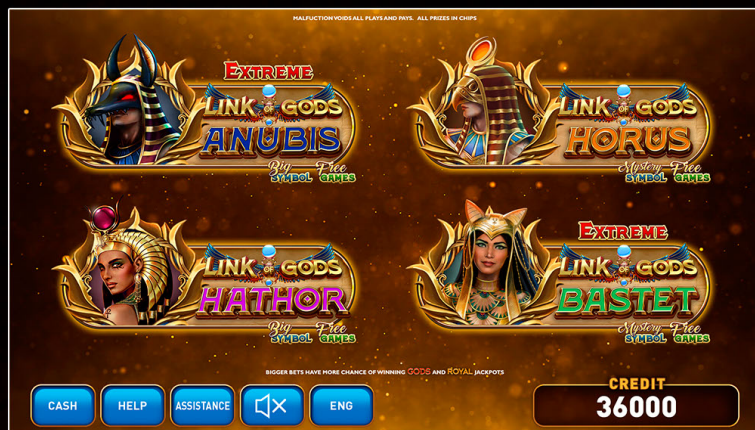 MALFUCTION VOIDS ALL PLAYS AND PAYS. ALL PRIZES IN CHIPS
EXTREME
LINK OF GODS
ANUBIS
Big SYMBOL Free GAMES
LINK OF GODS
HORUS
Mystery SYMBOL Free GAMES
LINK OF GODS
HATHOR
Big SYMBOL Free GAMES
EXTREME
LINK OF GODS
BASTET
Mystery SYMBOL Free GAMES
BIGGER BETS HAVE MORE CHANCE OF WINNING GODS AND ROYAL JACKPOTS
CASH
HELP
ASSISTANCE
ENG
CREDIT
36000